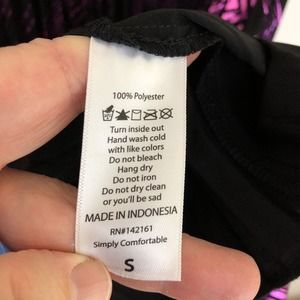 100% Polyester
Turn inside out
Hand wash cold
with like colors
Do not bleach
Hang dry
Do not iron
Do not dry clean
or you'll be sad
MADE IN INDONESIA
RN#142161
Simply Comfortable
S